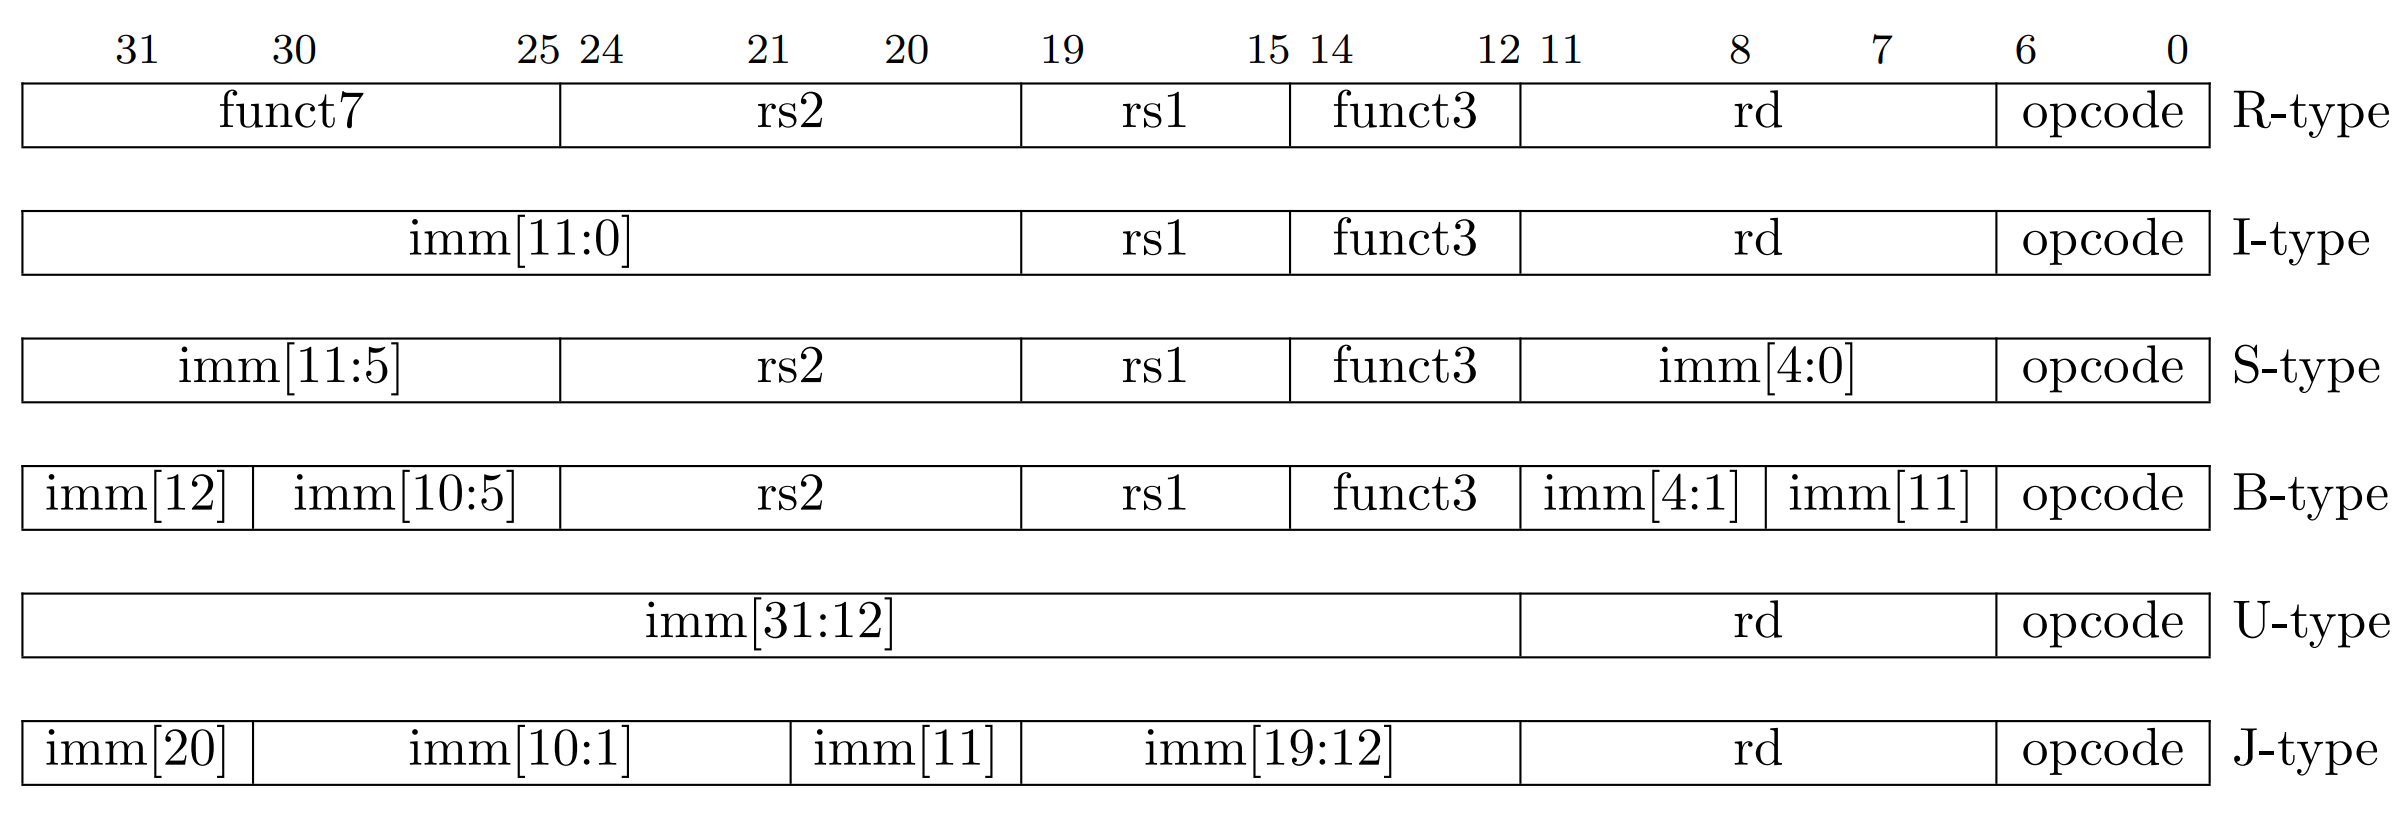 31 30 25 24 21 20 19 15 14 12 11 8 7 6 0
funct7 rs2 rs1 funct3 rd opcode R-type
imm[11:0] rs1 funct3 rd opcode I-type
imm[11:5] rs2 rs1 funct3 imm[4:0] opcode S-type
imm[12] imm[10:5] rs2 rs1 funct3 imm[4:1] imm[11] opcode B-type
imm[31:12] rd opcode U-type
imm[20] imm[10:1] imm[11] imm[19:12] rd opcode J-type